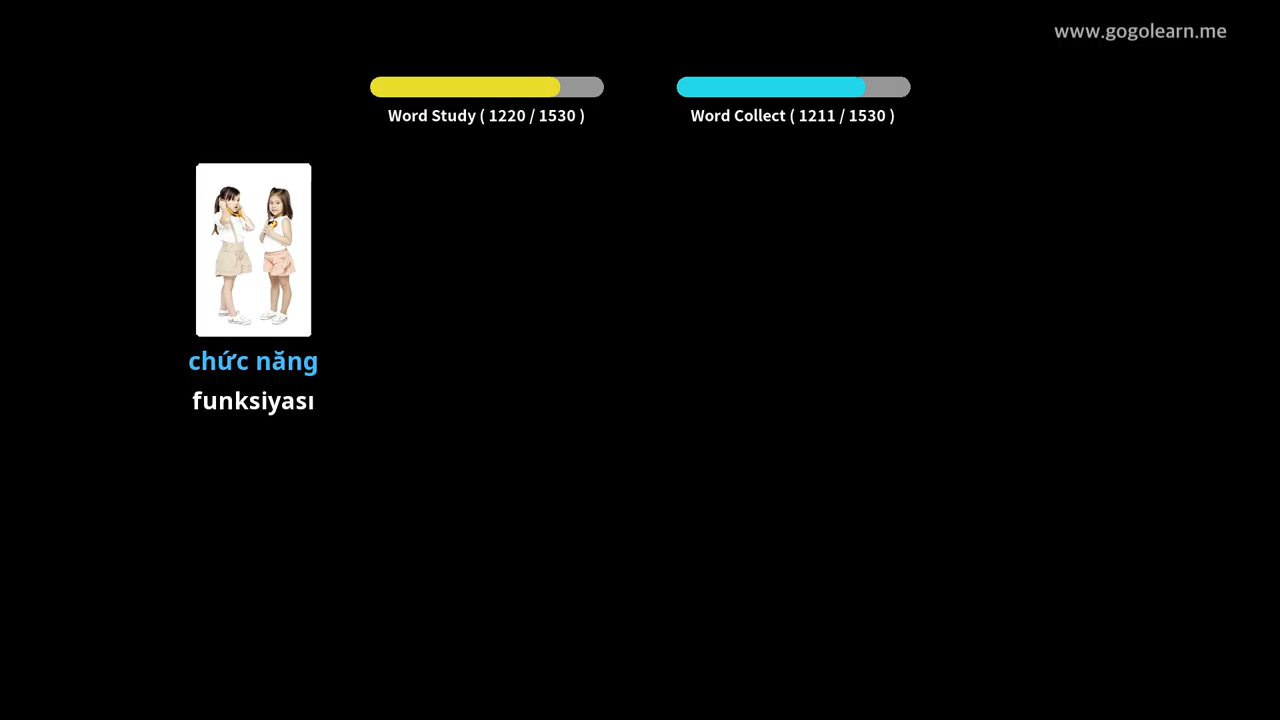 www.gogolearn.me
Word Study ( 1220 / 1530 )
Word Collect ( 1211 / 1530 )
chức năng
funksiyası